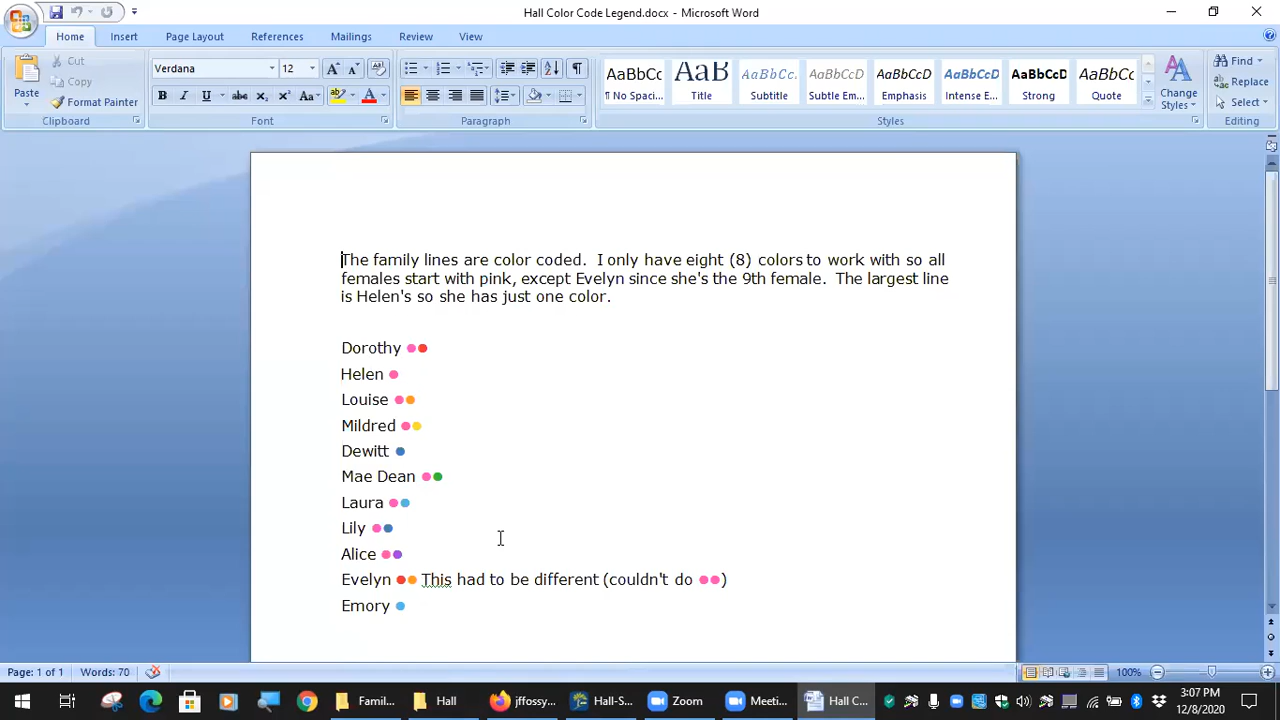 Hall Color Code Legend.docx - Microsoft Word
Home Insert Page Layout References Mailings Review View
Paste
Cut
Copy
Format Painter
Clipboard
Verdana 12
B I U abc x₂ x² Aa A
Font
Paragraph
AaBbCc AaB AaBbCcL AaBbCcD AaBbCcD AaBbCcD AaBbCcD AaBbCcD
¶ No Spaci... Title Subtitle Subtle Em... Emphasis Intense E... Strong Quote
Change Styles
Styles
Find
Replace
Select
Editing
The family lines are color coded. I only have eight (8) colors to work with so all
females start with pink, except Evelyn since she's the 9th female. The largest line
is Helen's so she has just one color.
Dorothy
Helen
Louise
Mildred
Dewitt
Mae Dean
Laura
Lily
Alice
Evelyn This had to be different (couldn't do )
Emory
Page: 1 of 1 Words: 70 100%
Famil... Hall jffossy... Hall-S... Zoom Meeti... Hall C...
3:07 PM
12/8/2020